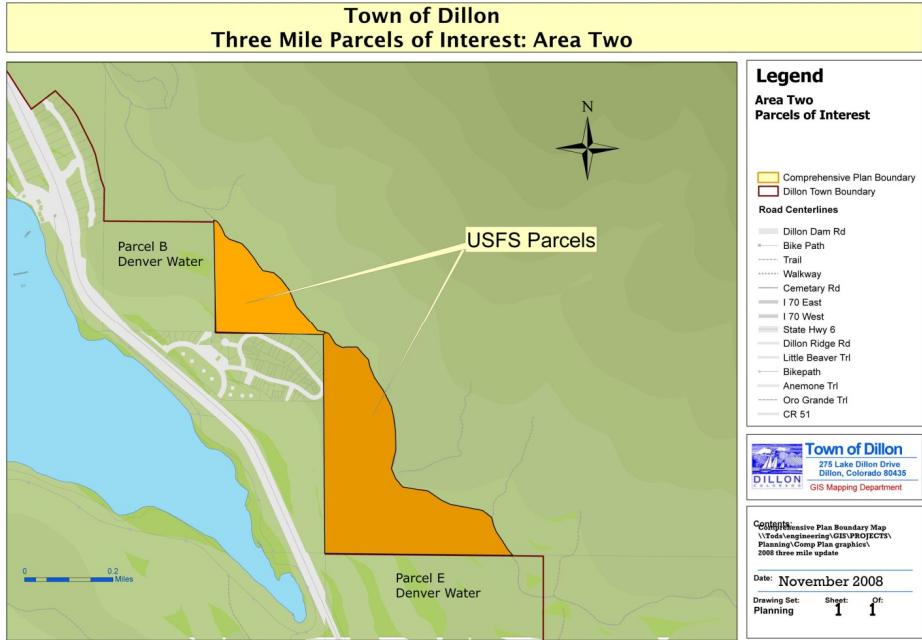 Town of Dillon
Three Mile Parcels of Interest: Area Two
N
USFS Parcels
Parcel B
Denver Water
Parcel E
Denver Water
0 0.2
Miles
Legend
Area Two
Parcels of Interest
Comprehensive Plan Boundary
Dillon Town Boundary
Road Centerlines
Dillon Dam Rd
Bike Path
Trail
Walkway
Cemetary Rd
I 70 East
I 70 West
State Hwy 6
Dillon Ridge Rd
Little Beaver Trl
Bikepath
Anemone Trl
Oro Grande Trl
CR 51
DILLON
COLORADO
Town of Dillon
275 Lake Dillon Drive
Dillon, Colorado 80435
GIS Mapping Department
Contents:
Comprehensive Plan Boundary Map
\\Tods\engineering\GIS\PROJECTS\
Planning\Comp Plan graphics\
2008 three mile update
Date: November 2008
Drawing Set: Sheet: Of:
Planning 1 1